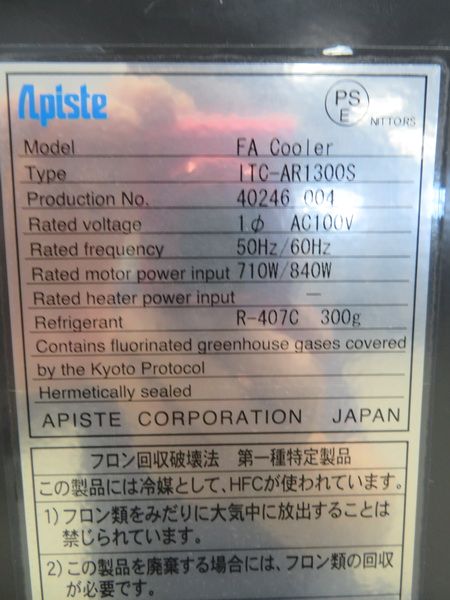 Apiste
PS
E
NITTORS
Model FA Cooler
Type ITC-AR1300S
Production No. 40246 004
Rated voltage 1φ AC100V
Rated frequency 50Hz/60Hz
Rated motor power input 710W/840W
Rated heater power input —
Refrigerant R-407C 300g
Contains fluorinated greenhouse gases covered
by the Kyoto Protocol
Hermetically sealed
APISTE CORPORATION JAPAN
フロン回収破壊法 第一種特定製品
この製品には冷媒として、HFCが使われています。
1)フロン類をみだりに大気中に放出することは
禁じられています。
2)この製品を廃棄する場合には、フロン類の回収
が必要です。